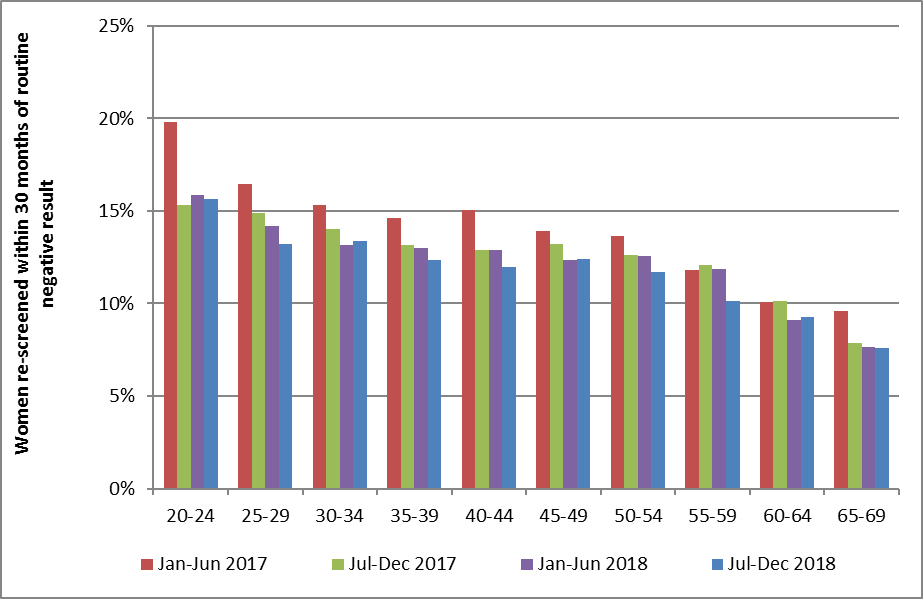 Women re-screened within 30 months of routine
negative result
25%
20%
15%
10%
5%
0%
20-24 25-29 30-34 35-39 40-44 45-49 50-54 55-59 60-64 65-69
Jan-Jun 2017 Jul-Dec 2017 Jan-Jun 2018 Jul-Dec 2018